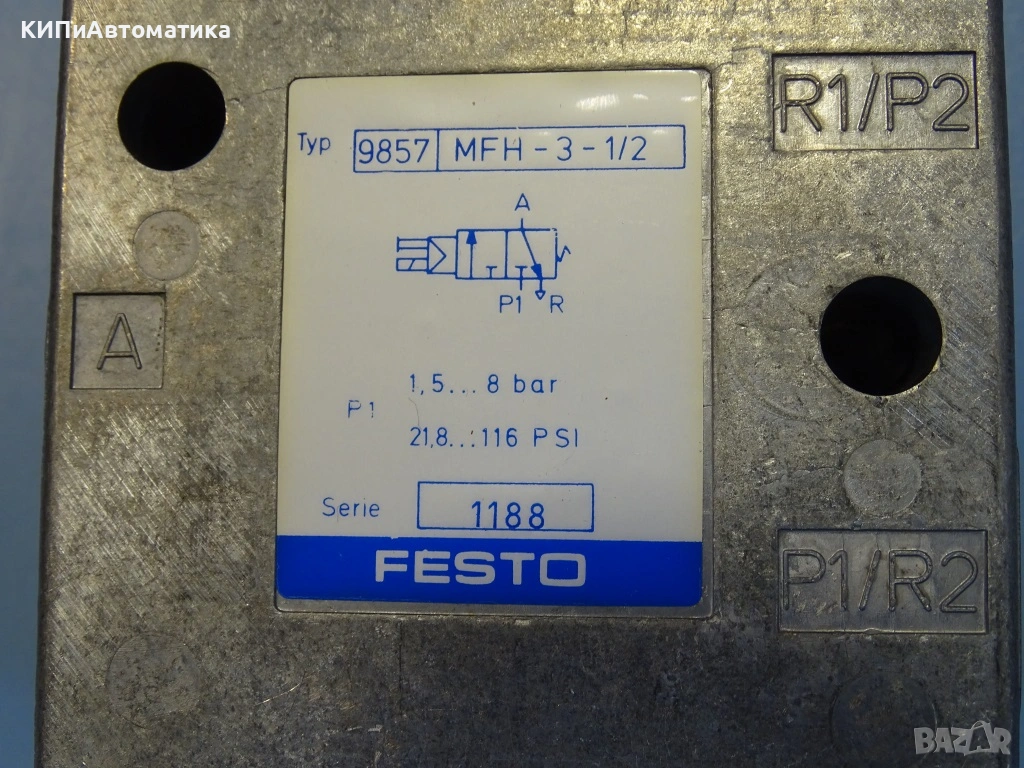 КИПиАвтоматика
R1/P2
Typ 9857 MFH - 3 - 1/2
A
P1 R
A
1,5... 8 bar
P1
21,8...116 PSI
Serie 1188
FESTO
P1/R2
BAZAR